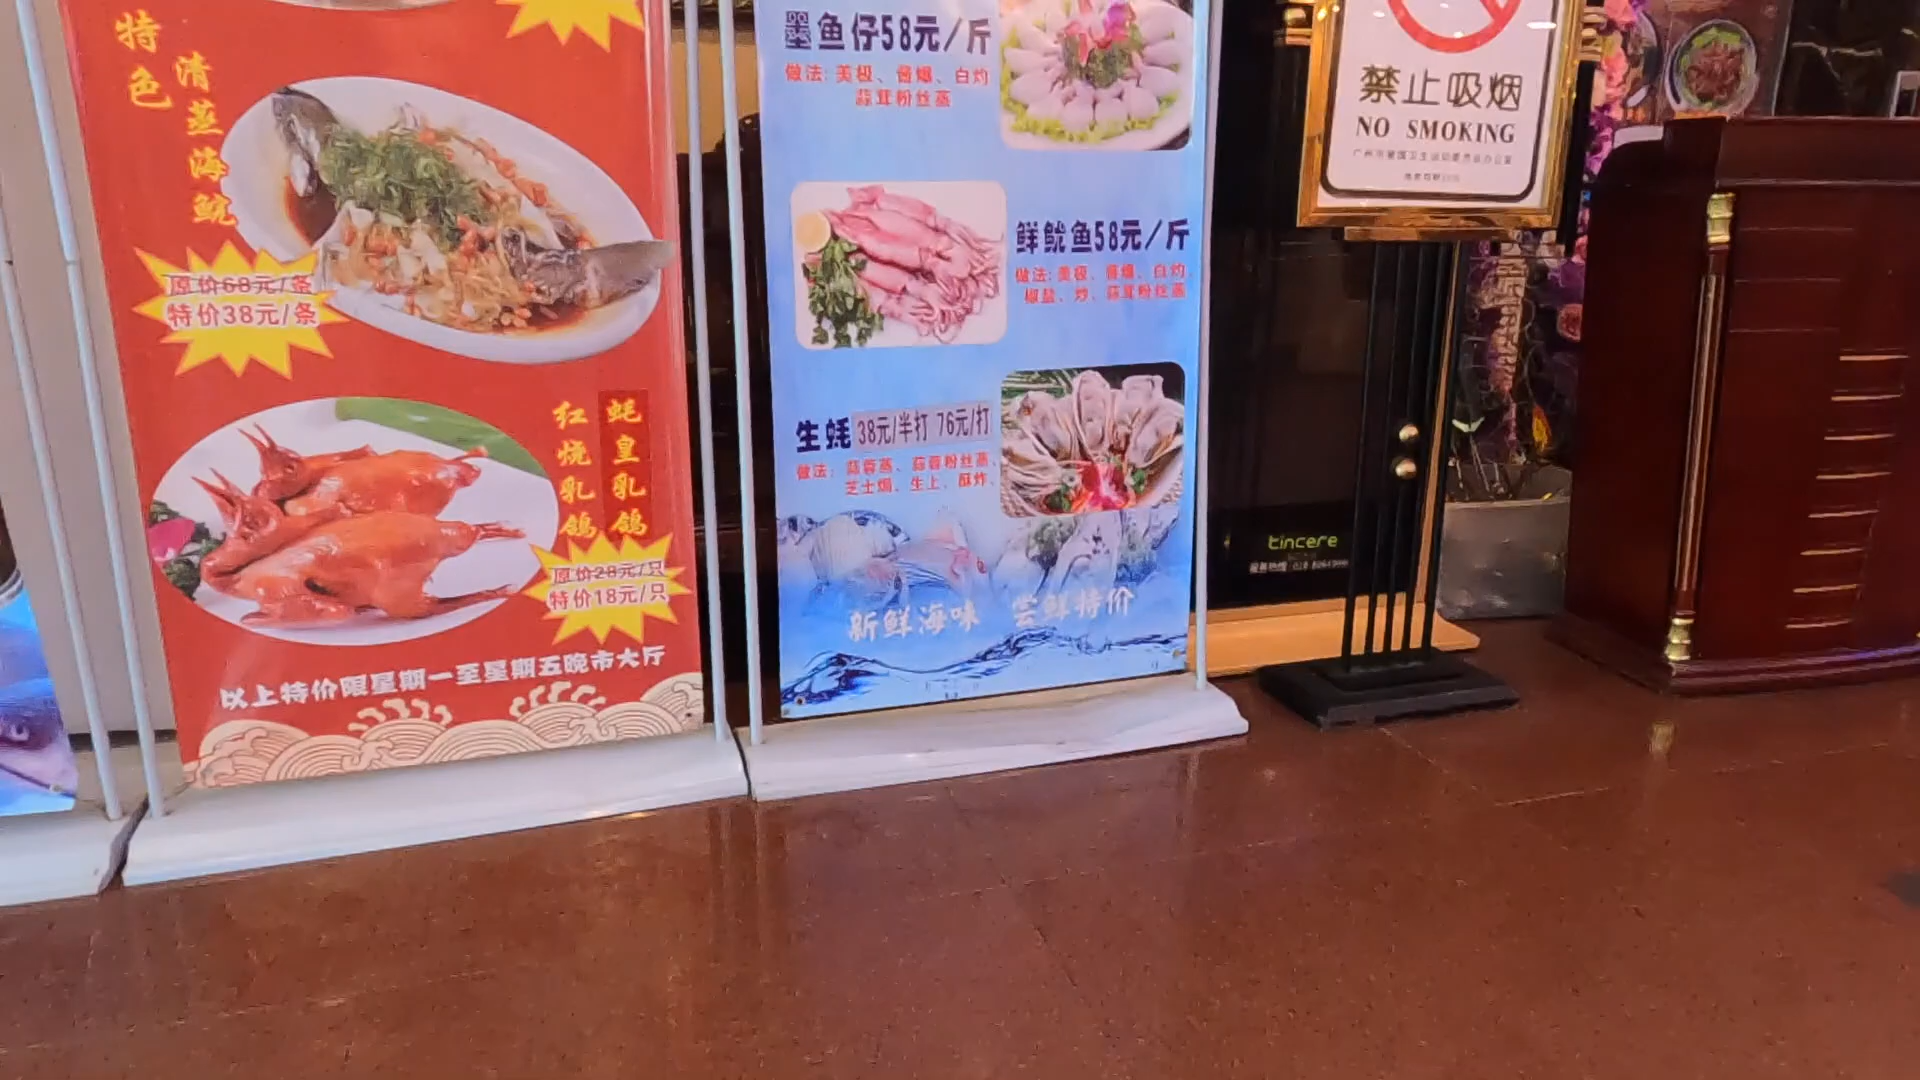 特色
清蒸海鲩
原价68元/条
特价38元/条
蚝皇乳鸽
红烧乳鸽
原价28元/只
特价18元/只
以上特价限星期一至星期五晚市大厅
墨鱼仔58元/斤
做法:美极、酱爆、白灼
蒜茸粉丝蒸
鲜鱿鱼58元/斤
做法:美极、酱爆、白灼、
椒盐、炒、蒜茸粉丝蒸
生蚝 38元/半打 76元/打
做法:蒜蓉蒸、蒜蓉粉丝蒸、
芝士焗、生上、酥炸、
新鲜海味 尝鲜特价
禁止吸烟
NO SMOKING
tincere